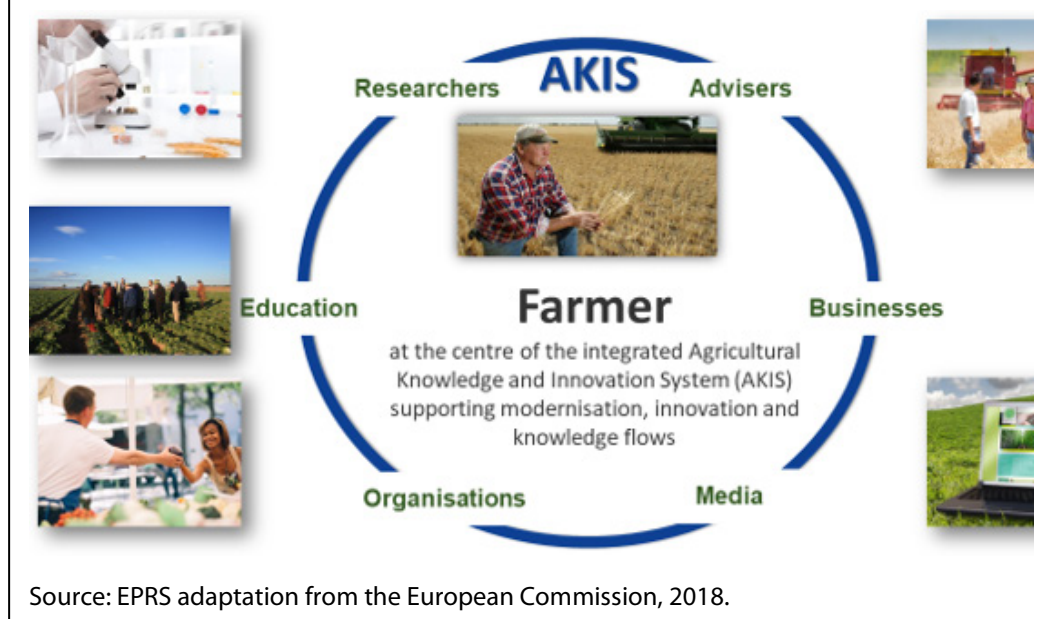 AKIS
Researchers
Advisers
Education
Businesses
Farmer
at the centre of the integrated Agricultural
Knowledge and Innovation System (AKIS)
supporting modernisation, innovation and
knowledge flows
Organisations
Media
Source: EPRS adaptation from the European Commission, 2018.